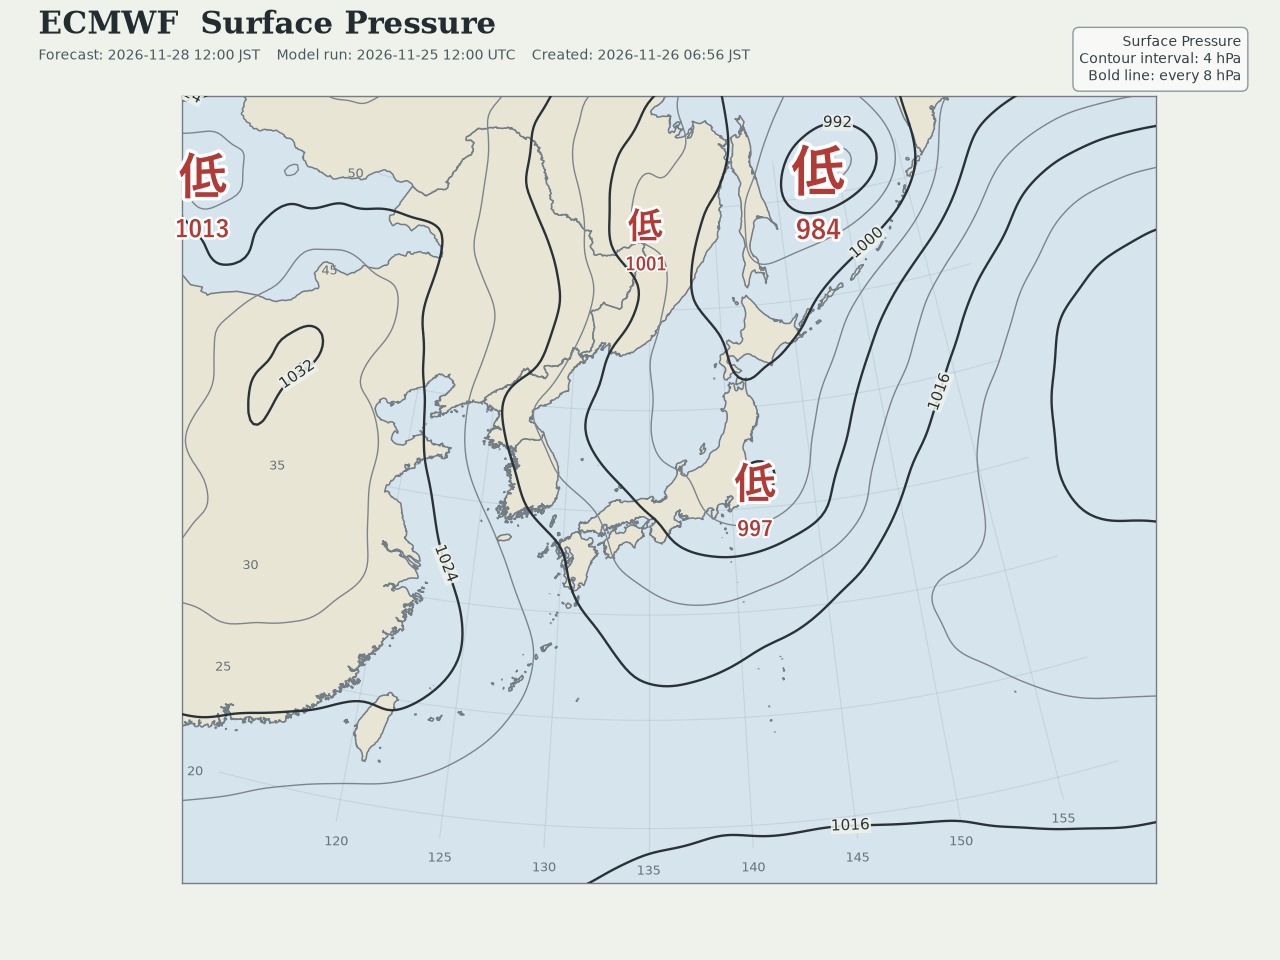 ECMWF  Surface Pressure
Forecast: 2026-11-28 12:00 JST    Model run: 2026-11-25 12:00 UTC    Created: 2026-11-26 06:56 JST
Surface Pressure
Contour interval: 4 hPa
Bold line: every 8 hPa
992
低
984
低
1013
50
低
1001
1000
45
1032
1016
35
低
997
1024
30
25
20
1016
155
120
125
130
135
140
145
150